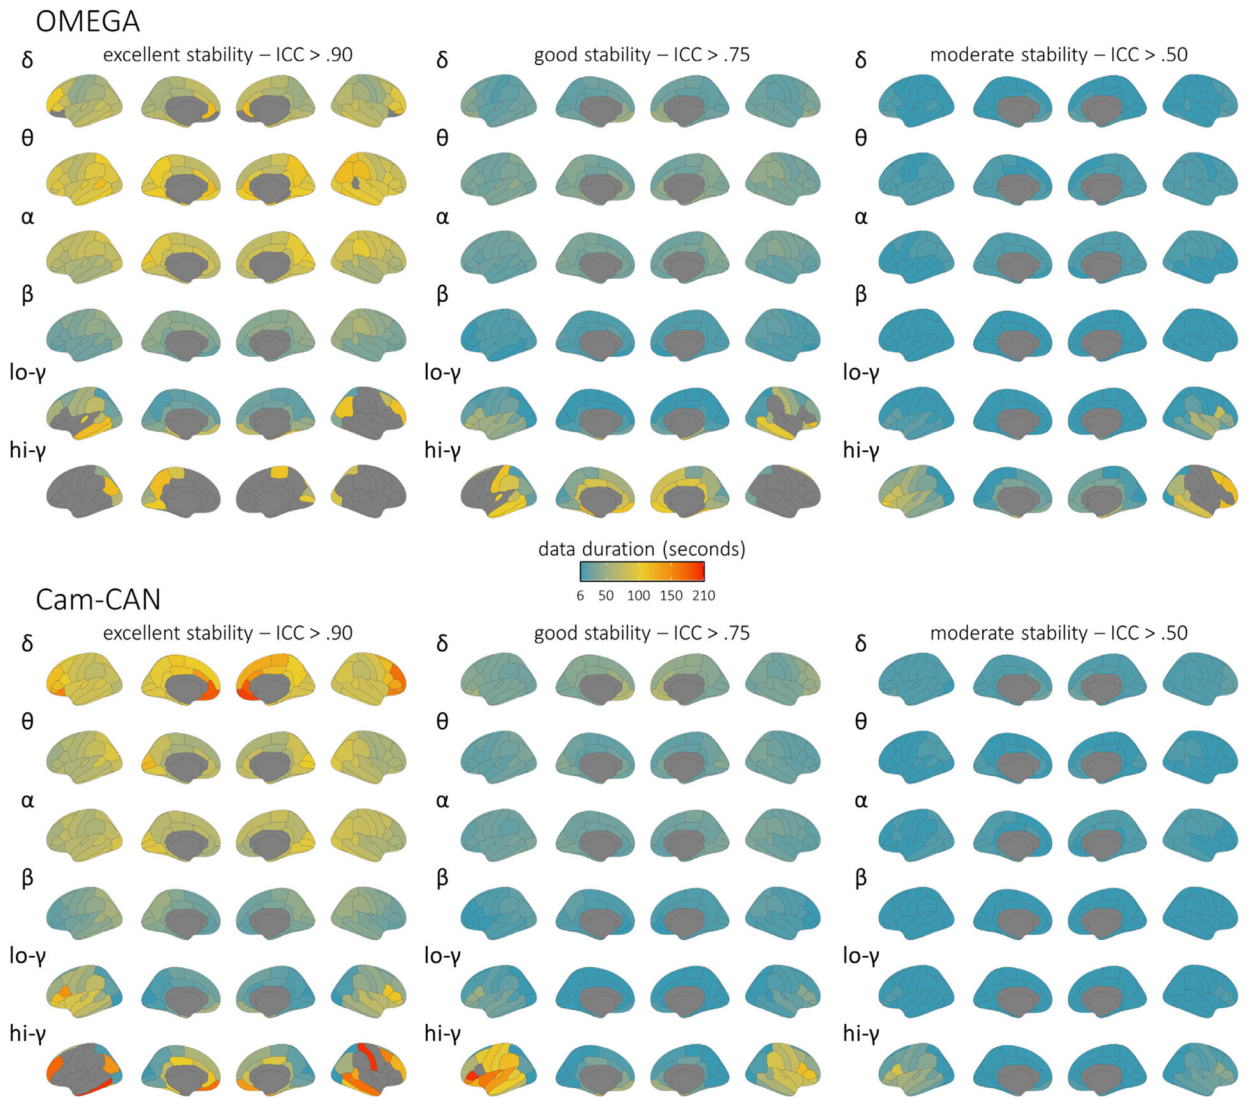 OMEGA
excellent stability – ICC > .90
good stability – ICC > .75
moderate stability – ICC > .50
δ δ δ
θ θ θ
α α α
β β β
lo-γ lo-γ lo-γ
hi-γ hi-γ hi-γ
data duration (seconds)
6 50 100 150 210
Cam-CAN
excellent stability – ICC > .90
good stability – ICC > .75
moderate stability – ICC > .50
δ δ δ
θ θ θ
α α α
β β β
lo-γ lo-γ lo-γ
hi-γ hi-γ hi-γ